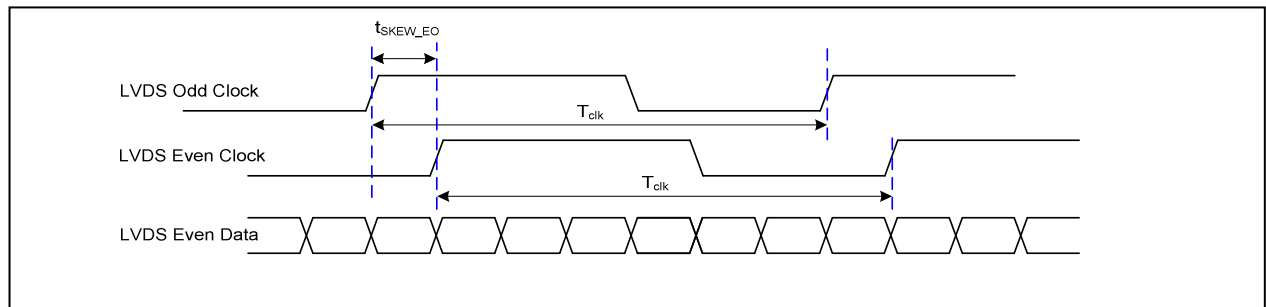 tSKEW_EO
LVDS Odd Clock
Tclk
LVDS Even Clock
Tclk
LVDS Even Data